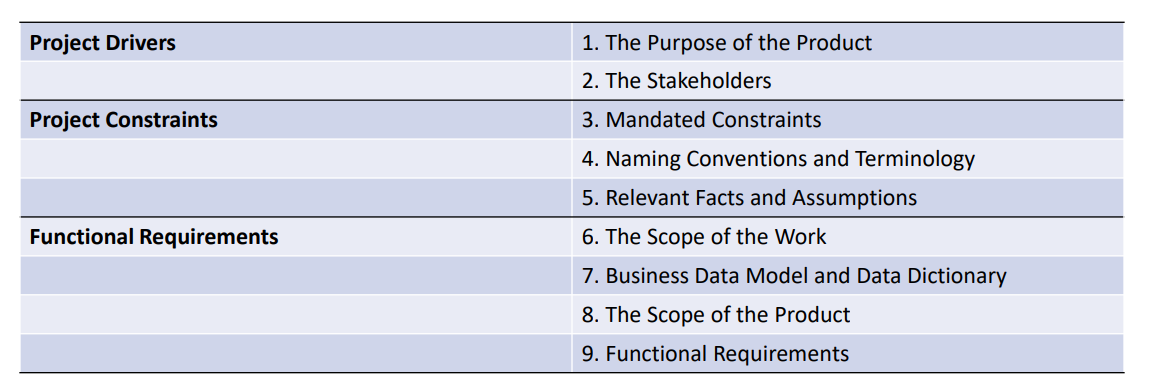 Project Drivers 1. The Purpose of the Product
2. The Stakeholders
Project Constraints 3. Mandated Constraints
4. Naming Conventions and Terminology
5. Relevant Facts and Assumptions
Functional Requirements 6. The Scope of the Work
7. Business Data Model and Data Dictionary
8. The Scope of the Product
9. Functional Requirements